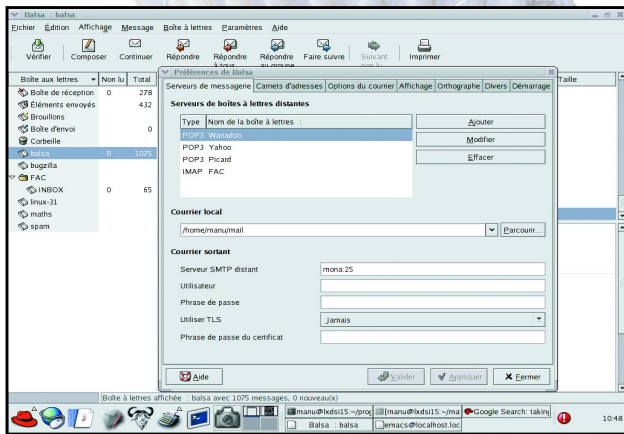 Balsa : balsa
Fichier Édition Affichage Message Boîte à lettres Paramètres Aide
Vérifier Composer Continuer Répondre Répondre à tous Répondre au groupe Faire suivre Suivant non lu Imprimer
Boîte aux lettres Non lu Total Taille
Boîte de réception 0 278
Éléments envoyés 432
Brouillons
Boîte d'envoi 0
Corbeille
balsa 0 1075
bugzilla
FAC
INBOX 0 65
linux-31
maths
spam
Préférences de Balsa
Serveurs de messagerie Carnets d'adresses Options du courrier Affichage Orthographe Divers Démarrage
Serveurs de boîtes à lettres distantes
Type Nom de la boîte à lettres :
POP3 Wanadoo
POP3 Yahoo
POP3 Picard
IMAP FAC
Ajouter
Modifier
Effacer
Courrier local
/home/manu/mail Parcourir...
Courrier sortant
Serveur SMTP distant mona:25
Utilisateur
Phrase de passe
Utiliser TLS Jamais
Phrase de passe du certificat
Aide Valider Appliquer Fermer
Boîte à lettres affichée : balsa avec 1075 messages, 0 nouveau(x)
manu@lxdsi15:~/prog [manu@lxdsi15:~/ma Google Search: taking
Balsa : balsa emacs@localhost.loc
10:48